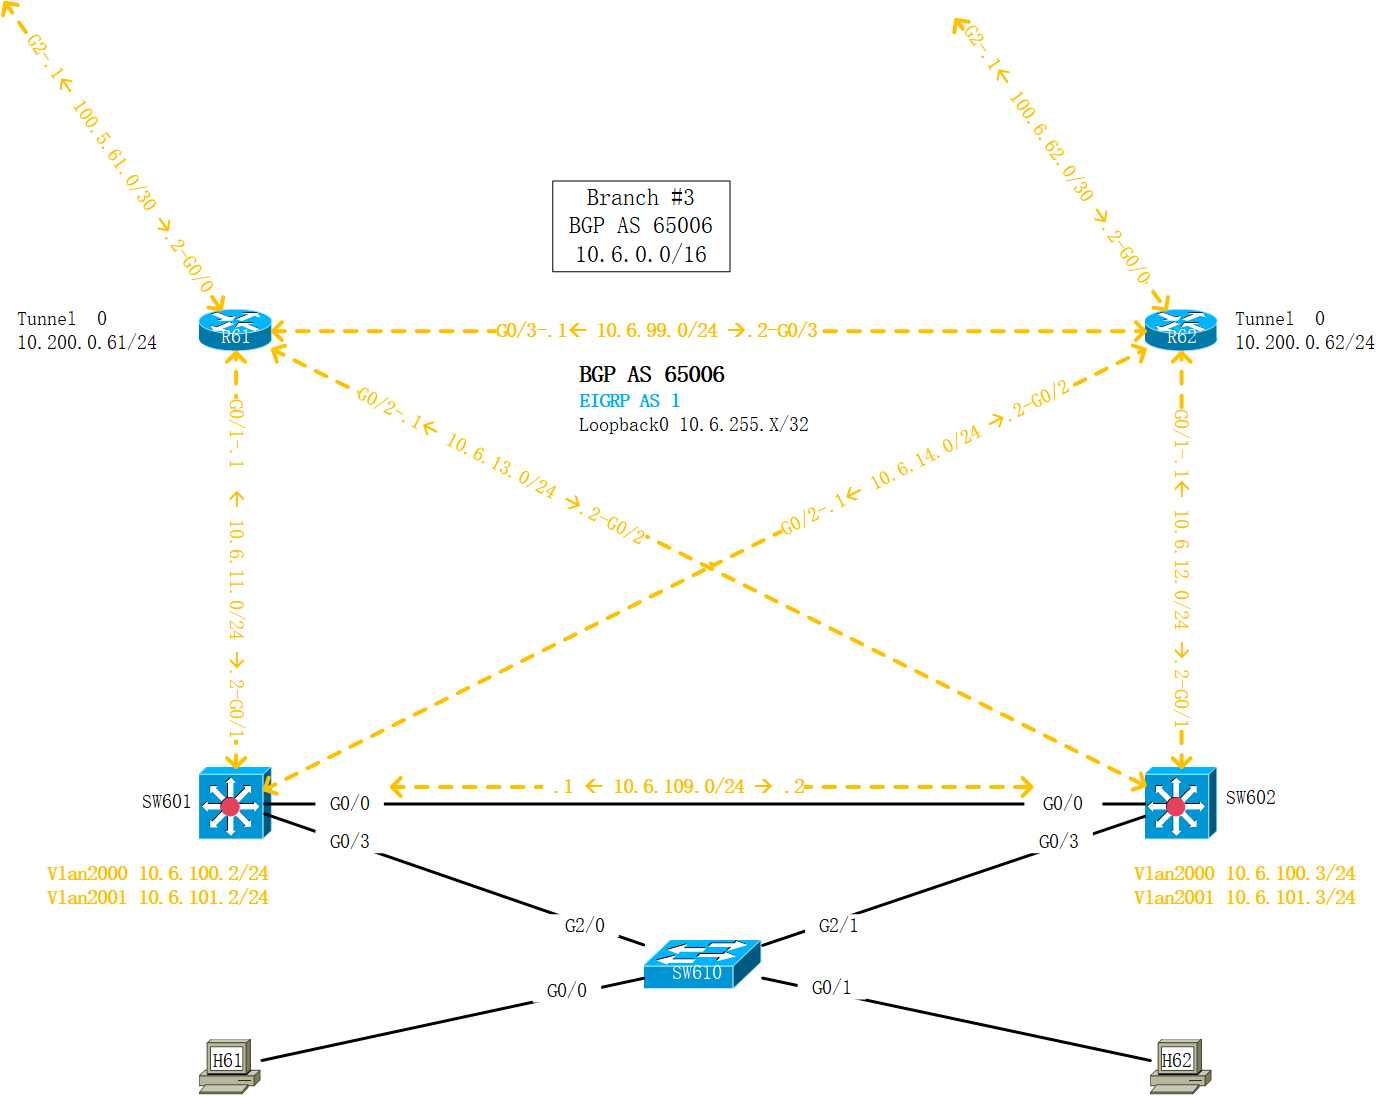 G2-.1← 100.5.61.0/30 →.2-G0/0
G2-.1← 100.6.62.0/30 →.2-G0/0
Branch #3
BGP AS 65006
10.6.0.0/16
Tunnel 0
10.200.0.61/24
R61
G0/3-.1← 10.6.99.0/24 →.2-G0/3
R62
Tunnel 0
10.200.0.62/24
BGP AS 65006
EIGRP AS 1
Loopback0 10.6.255.X/32
G0/1-.1 ← 10.6.11.0/24 →.2-G0/1
G0/2-.1← 10.6.13.0/24 →.2-G0/2
G0/2-.1← 10.6.14.0/24 →.2-G0/2
G0/1-.1← 10.6.12.0/24 →.2-G0/1
.1 ← 10.6.109.0/24 → .2
SW601
G0/0
G0/0
SW602
G0/3
G0/3
Vlan2000 10.6.100.2/24
Vlan2001 10.6.101.2/24
Vlan2000 10.6.100.3/24
Vlan2001 10.6.101.3/24
G2/0
G2/1
SW610
G0/0
G0/1
H61
H62